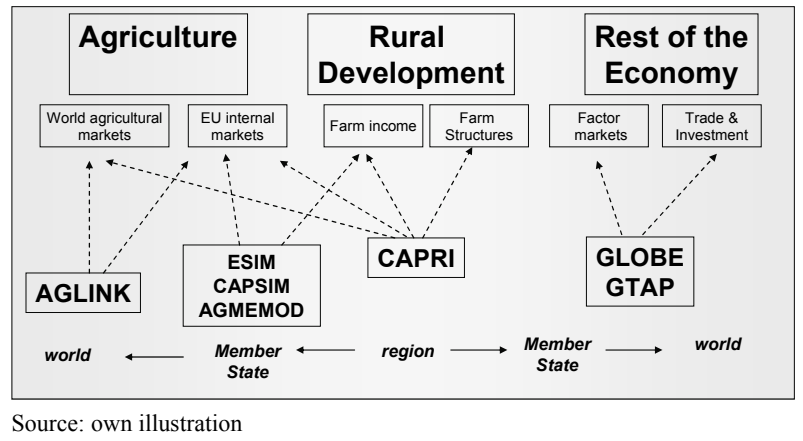 Agriculture
Rural
Development
Rest of the
Economy
World agricultural
markets
EU internal
markets
Farm income
Farm
Structures
Factor
markets
Trade &
Investment
AGLINK
ESIM
CAPSIM
AGMEMOD
CAPRI
GLOBE
GTAP
world
Member
State
region
Member
State
world
Source: own illustration